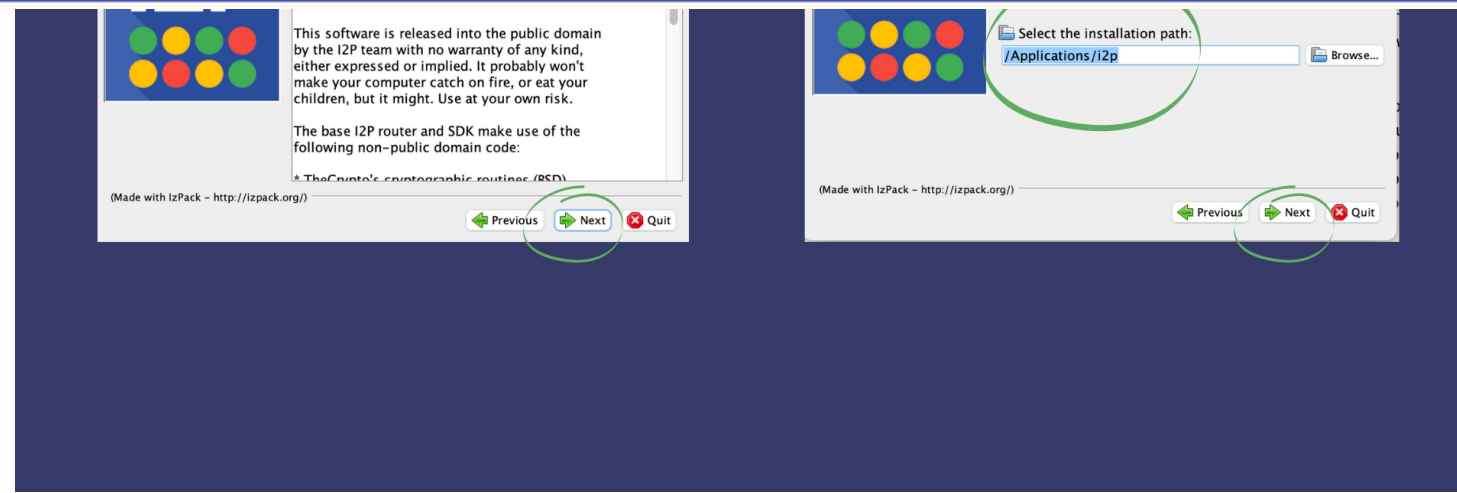 This software is released into the public domain
by the I2P team with no warranty of any kind,
either expressed or implied. It probably won't
make your computer catch on fire, or eat your
children, but it might. Use at your own risk.
The base I2P router and SDK make use of the
following non-public domain code:
* TheCrypto's cryptographic routines (BSD)
(Made with IzPack – http://izpack.org/)
Previous Next Quit
Select the installation path:
/Applications/i2p Browse...
(Made with IzPack – http://izpack.org/)
Previous Next Quit